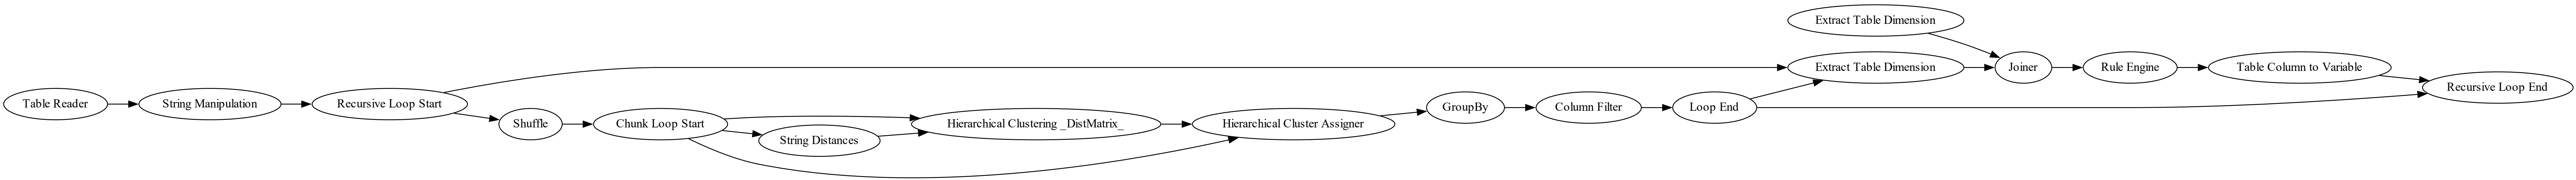 Table Reader
String Manipulation
Recursive Loop Start
Shuffle
Chunk Loop Start
String Distances
Hierarchical Clustering _DistMatrix_
Hierarchical Cluster Assigner
GroupBy
Column Filter
Loop End
Extract Table Dimension
Extract Table Dimension
Joiner
Rule Engine
Table Column to Variable
Recursive Loop End